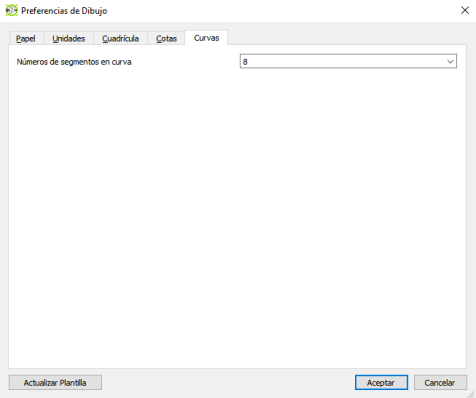 Preferencias de Dibujo
Papel Unidades Cuadrícula Cotas Curvas
Números de segmentos en curva 8
Actualizar Plantilla Aceptar Cancelar